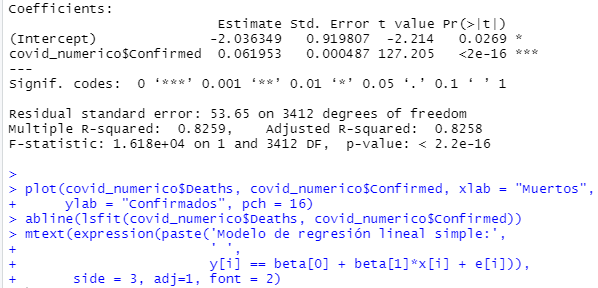 Coefficients:
                         Estimate Std. Error t value Pr(>|t|)
(Intercept)             -2.036349   0.919807  -2.214   0.0269 *
covid_numerico$Confirmed 0.061953   0.000487 127.205   <2e-16 ***
---
Signif. codes:  0 ‘***’ 0.001 ‘**’ 0.01 ‘*’ 0.05 ‘.’ 0.1 ‘ ’ 1
Residual standard error: 53.65 on 3412 degrees of freedom
Multiple R-squared:  0.8259,    Adjusted R-squared:  0.8258
F-statistic: 1.618e+04 on 1 and 3412 DF,  p-value: < 2.2e-16
>
> plot(covid_numerico$Deaths, covid_numerico$Confirmed, xlab = "Muertos",
+      ylab = "Confirmados", pch = 16)
> abline(lsfit(covid_numerico$Deaths, covid_numerico$Confirmed))
> mtext(expression(paste('Modelo de regresión lineal simple:',
+                        ' ',
+                        y[i] == beta[0] + beta[1]*x[i] + e[i])),
+       side = 3, adj=1, font = 2)